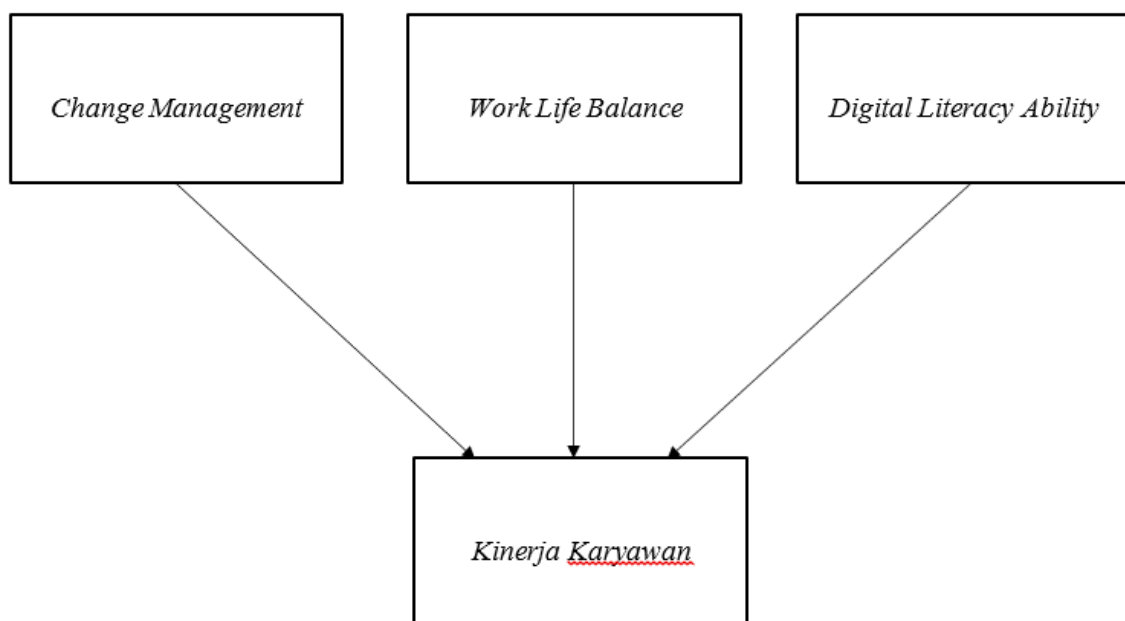 Change Management
Work Life Balance
Digital Literacy Ability
Kinerja Karyawan